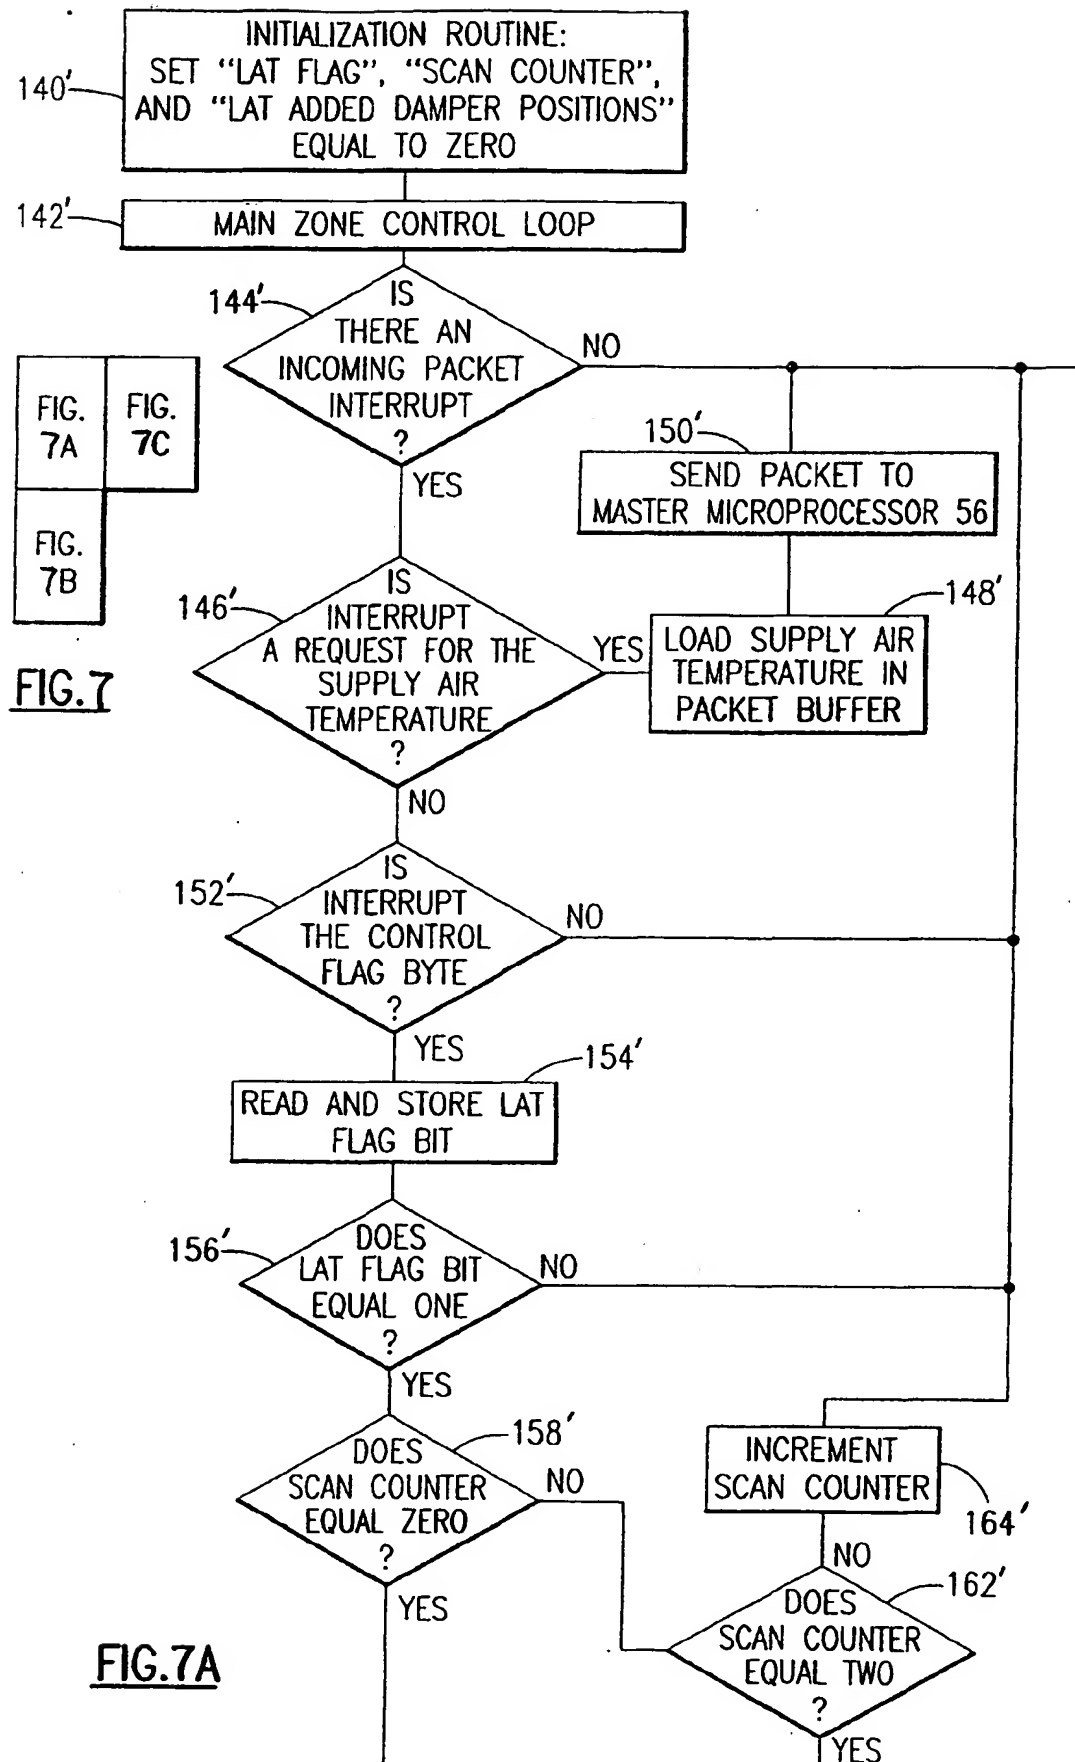 INITIALIZATION ROUTINE:
SET "LAT FLAG", "SCAN COUNTER",
AND "LAT ADDED DAMPER POSITIONS"
EQUAL TO ZERO
140'
MAIN ZONE CONTROL LOOP
142'
IS
THERE AN
INCOMING PACKET
INTERRUPT
?
144'
NO
YES
FIG.
7A
FIG.
7C
FIG.
7B
FIG.7
150'
SEND PACKET TO
MASTER MICROPROCESSOR 56
IS
INTERRUPT
A REQUEST FOR THE
SUPPLY AIR
TEMPERATURE
?
146'
YES
148'
LOAD SUPPLY AIR
TEMPERATURE IN
PACKET BUFFER
NO
IS
INTERRUPT
THE CONTROL
FLAG BYTE
?
152'
NO
YES
154'
READ AND STORE LAT
FLAG BIT
DOES
LAT FLAG BIT
EQUAL ONE
?
156'
NO
YES
DOES
SCAN COUNTER
EQUAL ZERO
?
158'
NO
YES
INCREMENT
SCAN COUNTER
164'
NO
162'
DOES
SCAN COUNTER
EQUAL TWO
?
YES
FIG.7A